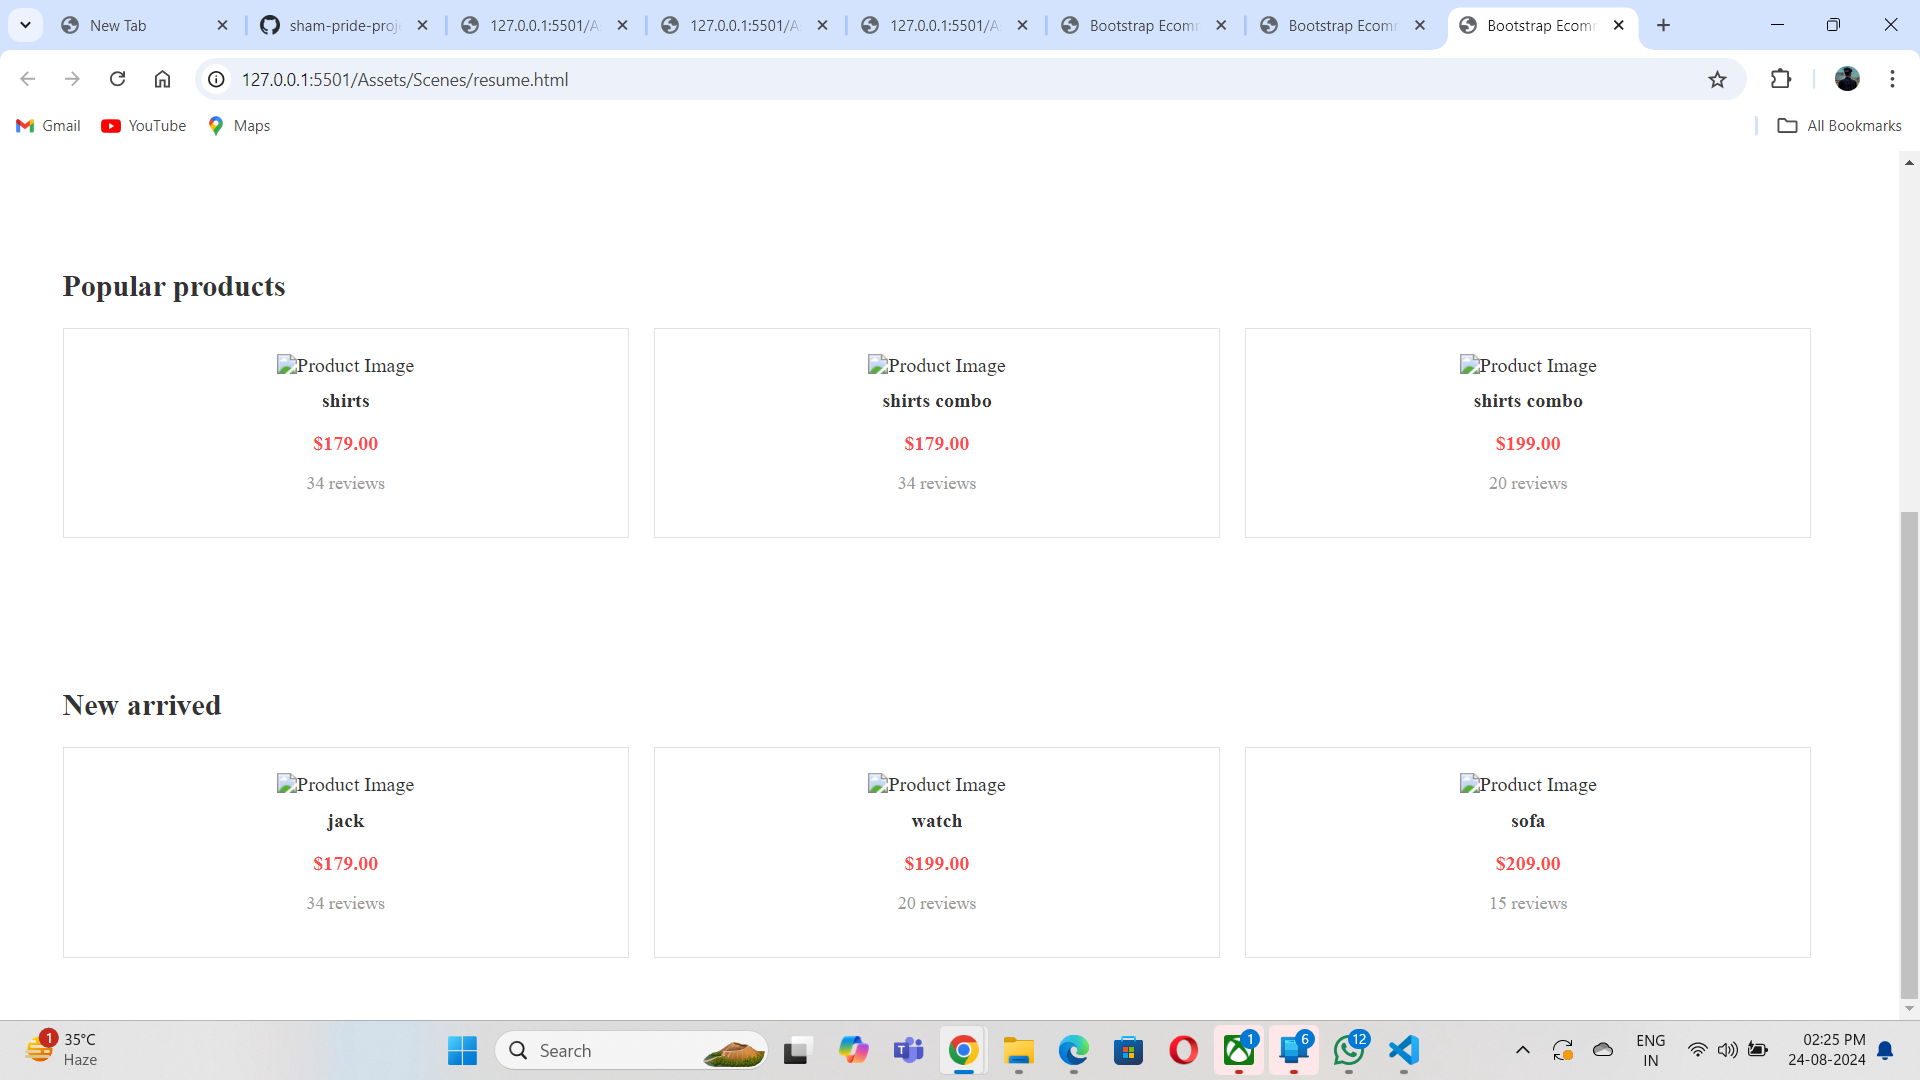 New Tab
sham-pride-proj
127.0.0.1:5501/A
127.0.0.1:5501/A
127.0.0.1:5501/A
Bootstrap Ecom
Bootstrap Ecom
Bootstrap Ecom
127.0.0.1:5501/Assets/Scenes/resume.html
Gmail
YouTube
Maps
All Bookmarks
Popular products
Product Image
shirts
$179.00
34 reviews
Product Image
shirts combo
$179.00
34 reviews
Product Image
shirts combo
$199.00
20 reviews
New arrived
Product Image
jack
$179.00
34 reviews
Product Image
watch
$199.00
20 reviews
Product Image
sofa
$209.00
15 reviews
1
35°C
Haze
Search
1
6
12
ENG
IN
02:25 PM
24-08-2024